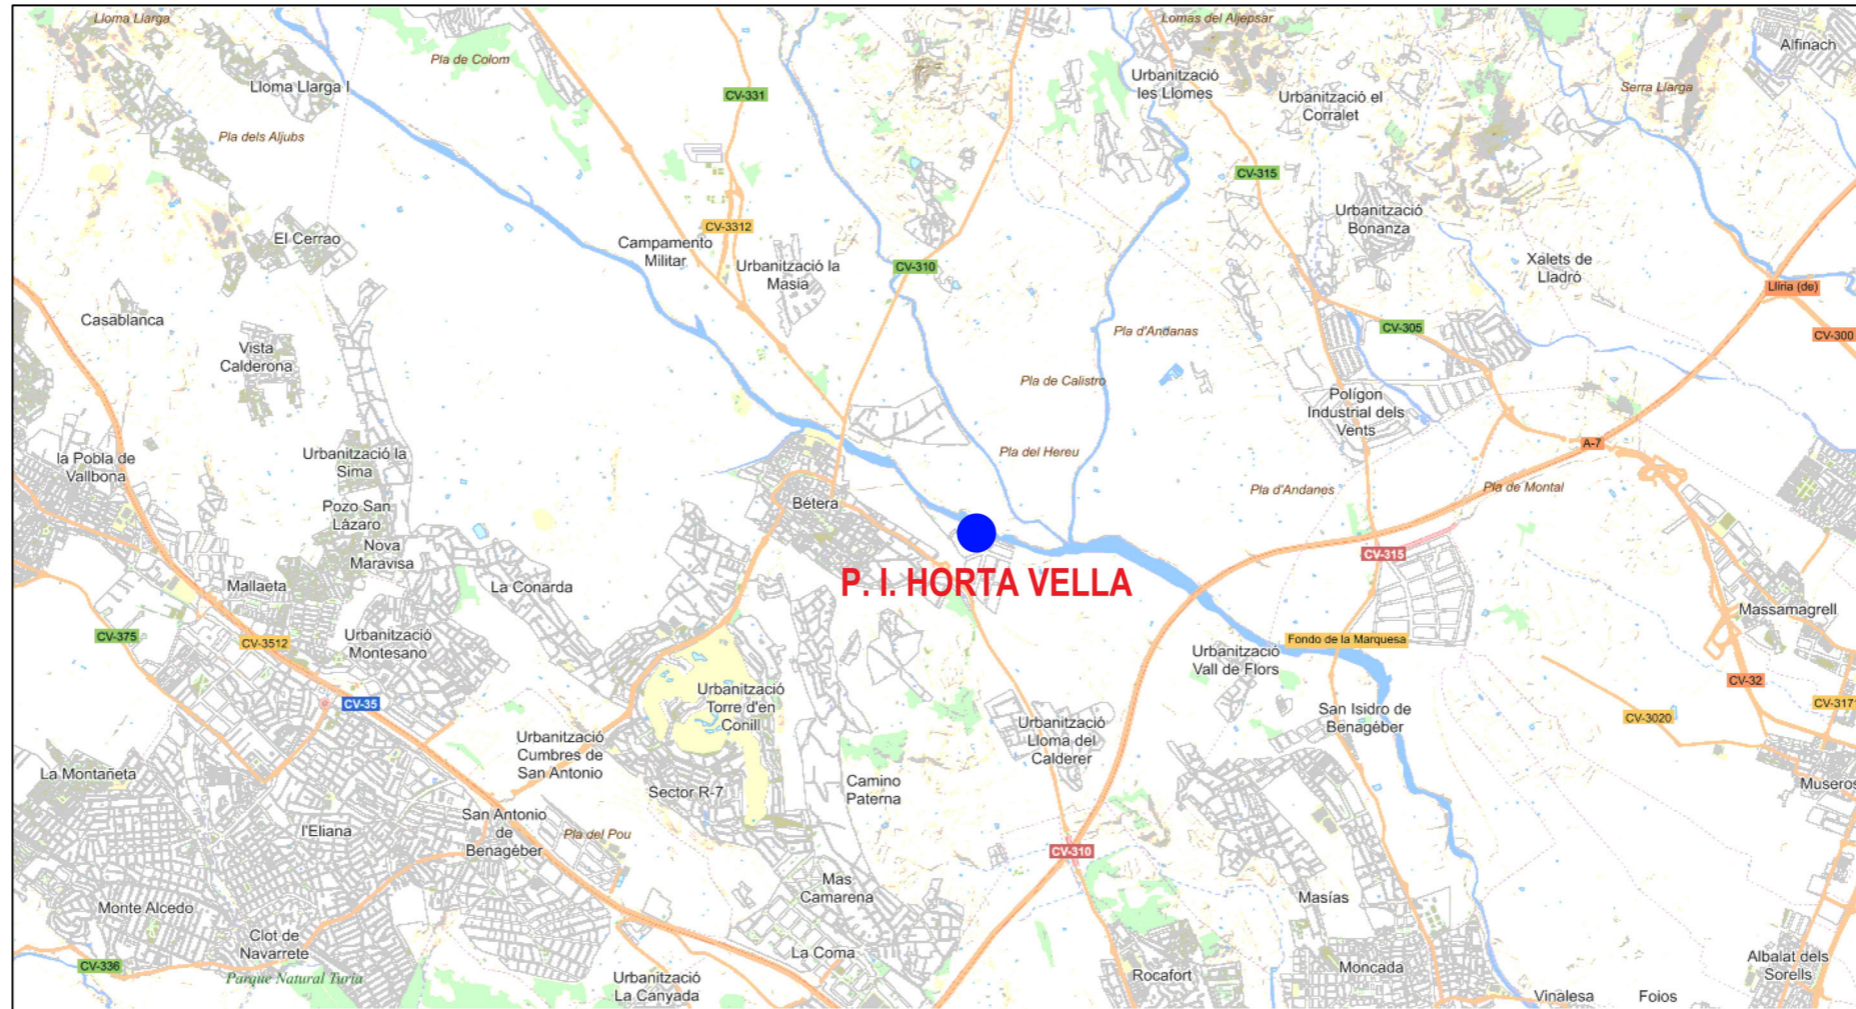 Lloma Llarga
Lomas del Aljepsar
Alfinach
Pla de Colom
Lloma Llarga I
CV-331
Urbanització
les Llomes
Urbanització el
Corralet
Serra Llarga
Pla dels Aljubs
CV-315
El Cerrao
Campamento
Militar
CV-3312
Urbanització la
Masia
CV-310
Urbanització
Bonanza
Xalets de
Lladró
Llíria (de)
Casablanca
Vista
Calderona
Pla d'Andanas
CV-305
CV-300
Pla de Calistro
Polígon
Industrial dels
Vents
la Pobla de
Vallbona
Urbanització la
Sima
Pla del Hereu
A-7
Bétera
Pla d'Andanes
Pla de Montal
Pozo San
Lázaro
Nova
Maravisa
CV-315
Mallaeta
La Conarda
P. I. HORTA VELLA
Massamagrell
CV-375
CV-3512
Urbanització
Montesano
Fondo de la Marquesa
Urbanització
Vall de Flors
CV-32
CV-35
Urbanització
Torre d'en
Conill
CV-3171
San Isidro de
Benagéber
CV-3020
Urbanització
Cumbres de
San Antonio
Urbanització
Lloma del
Calderer
La Montañeta
Sector R-7
Camino
Paterna
Museros
l'Eliana
San Antonio
de
Benagéber
Pla del Pou
CV-310
Mas
Camarena
Masías
Monte Alcedo
Clot de
Navarrete
La Coma
CV-336
Parque Natural Turia
Urbanització
La Canyada
Rocafort
Moncada
Albalat dels
Sorells
Vinalesa
Foios